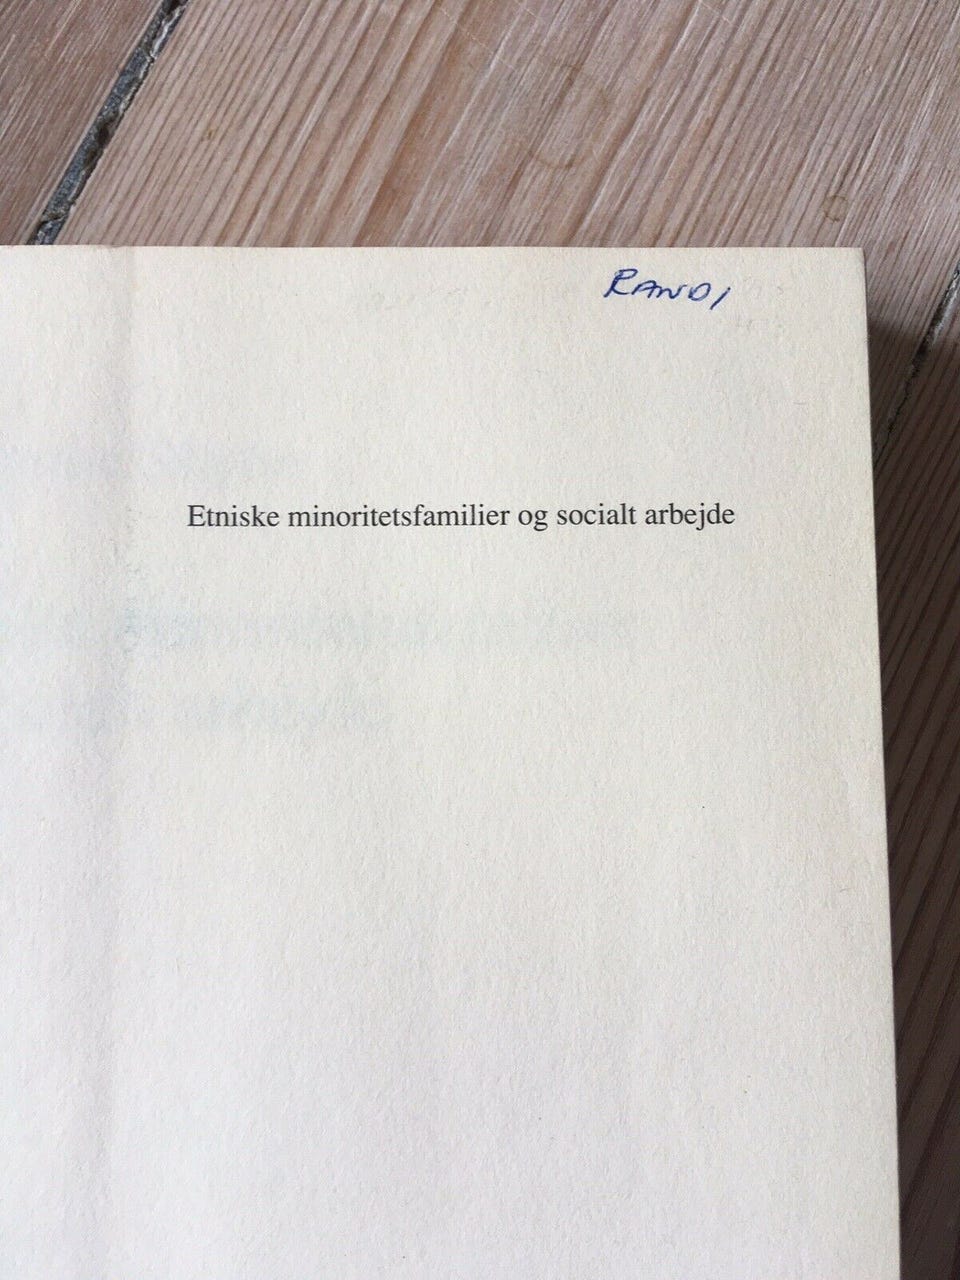 RANDI
Etniske minoritetsfamilier og socialt arbejde